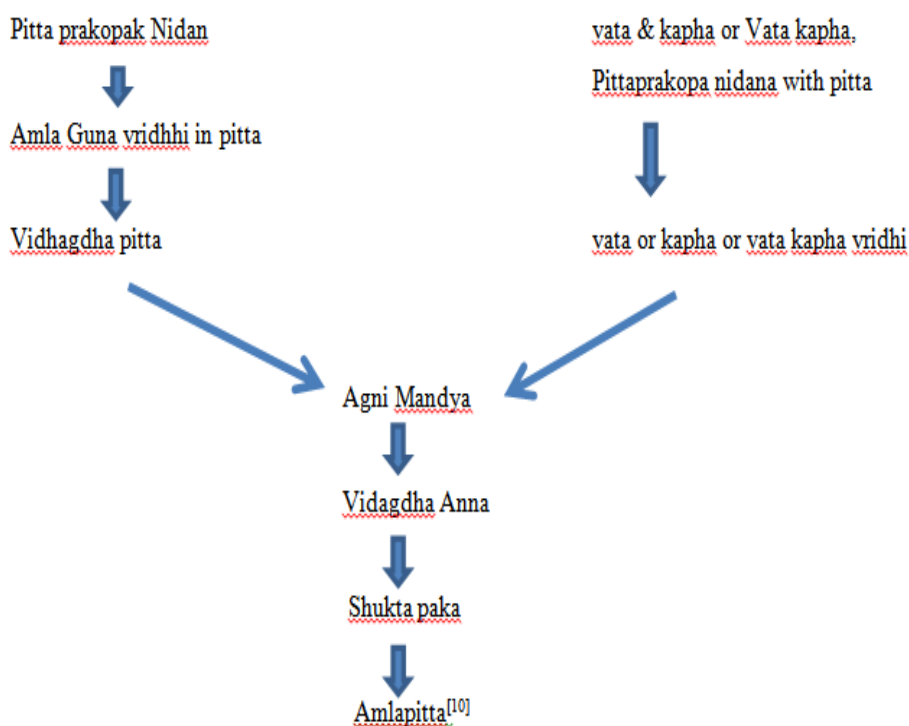 Pitta prakopak Nidan
Amla Guna vridhhi in pitta
Vidhagdha pitta
vata & kapha or Vata kapha,
Pittaprakopa nidana with pitta
vata or kapha or vata kapha vridhi
Agni Mandya
Vidagdha Anna
Shukta paka
Amlapitta[10]